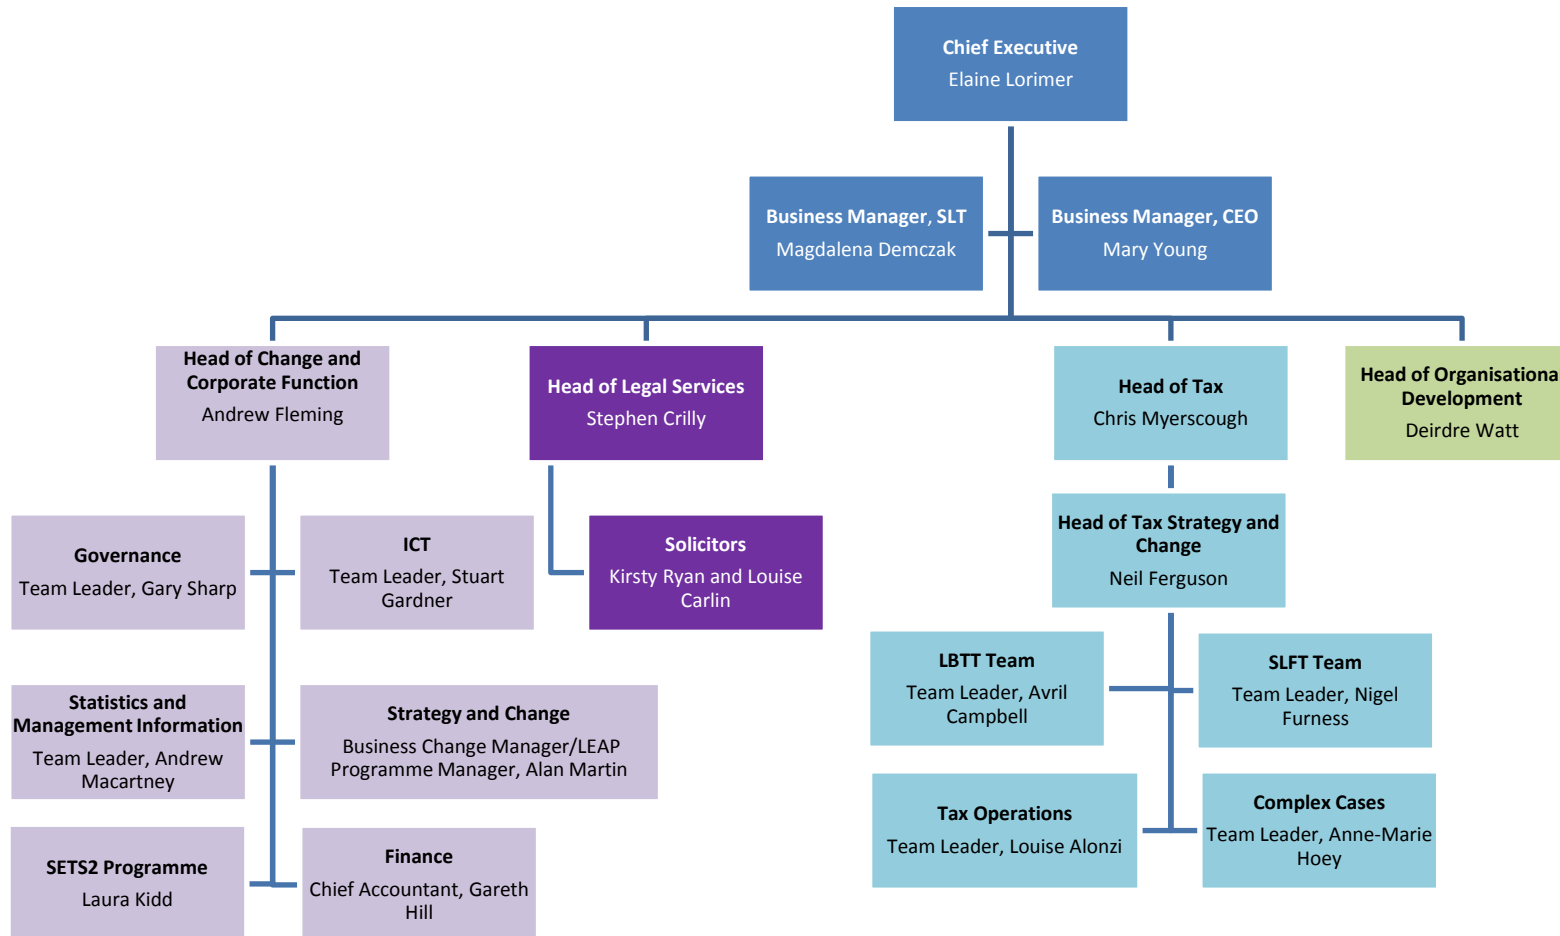 Chief Executive
Elaine Lorimer
Business Manager, SLT
Magdalena Demczak
Business Manager, CEO
Mary Young
Head of Change and
Corporate Function
Andrew Fleming
Head of Legal Services
Stephen Crilly
Head of Tax
Chris Myerscough
Head of Organisationa
Development
Deirdre Watt
Governance
Team Leader, Gary Sharp
ICT
Team Leader, Stuart
Gardner
Solicitors
Kirsty Ryan and Louise
Carlin
Head of Tax Strategy and
Change
Neil Ferguson
LBTT Team
Team Leader, Avril
Campbell
SLFT Team
Team Leader, Nigel
Furness
Statistics and
Management Information
Team Leader, Andrew
Macartney
Strategy and Change
Business Change Manager/LEAP
Programme Manager, Alan Martin
Tax Operations
Team Leader, Louise Alonzi
Complex Cases
Team Leader, Anne-Marie
Hoey
SETS2 Programme
Laura Kidd
Finance
Chief Accountant, Gareth
Hill